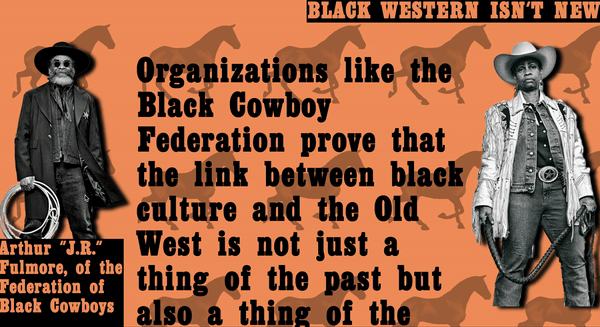 BLACK WESTERN ISN'T NEW
Organizations like the
Black Cowboy
Federation prove that
the link between black
culture and the Old
West is not just a
thing of the past but
also a thing of the
Arthur "J.R."
Fulmore, of the
Federation of
Black Cowboys